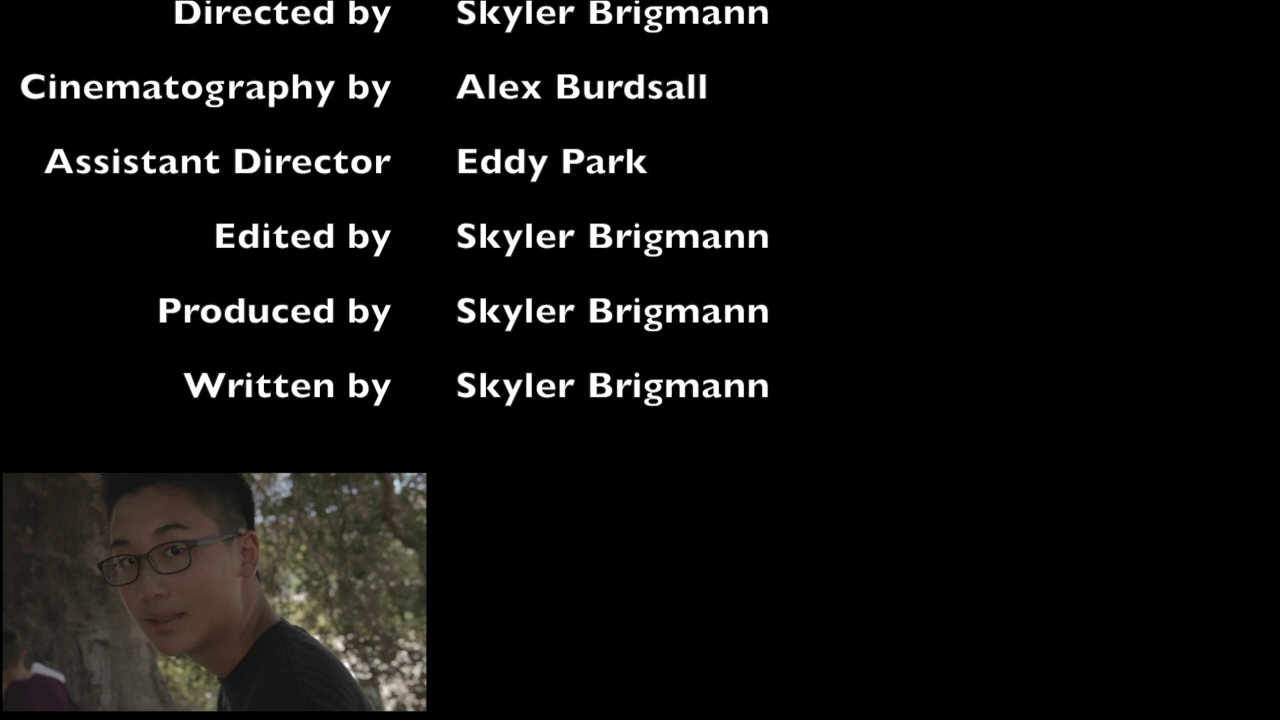 Directed by Skyler Brigmann
Cinematography by Alex Burdsall
Assistant Director Eddy Park
Edited by Skyler Brigmann
Produced by Skyler Brigmann
Written by Skyler Brigmann